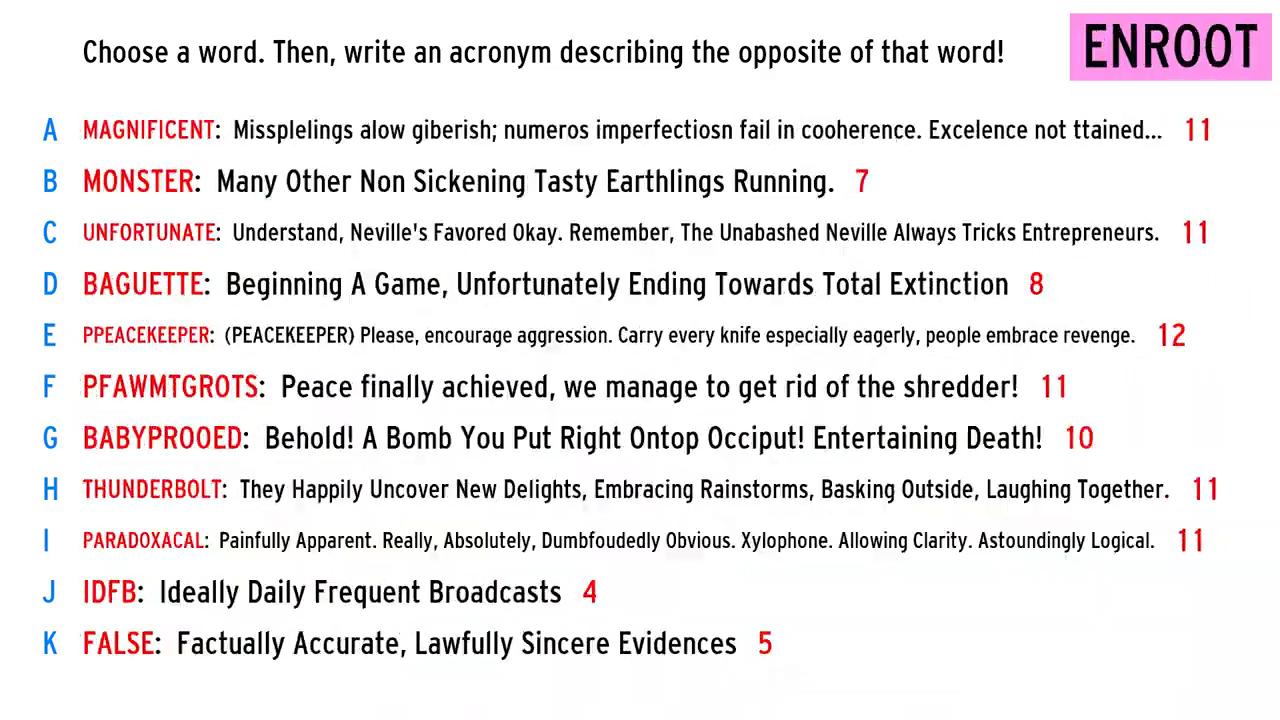 Choose a word. Then, write an acronym describing the opposite of that word! ENROOT
A MAGNIFICENT: Missplelings alow giberish; numeros imperfectiosn fail in cooherence. Excelence not ttained... 11
B MONSTER: Many Other Non Sickening Tasty Earthlings Running. 7
C UNFORTUNATE: Understand, Neville's Favored Okay. Remember, The Unabashed Neville Always Tricks Entrepreneurs. 11
D BAGUETTE: Beginning A Game, Unfortunately Ending Towards Total Extinction 8
E PPEACEKEEPER: (PEACEKEEPER) Please, encourage aggression. Carry every knife especially eagerly, people embrace revenge. 12
F PFAWMTGROTS: Peace finally achieved, we manage to get rid of the shredder! 11
G BABYPROOED: Behold! A Bomb You Put Right Ontop Occiput! Entertaining Death! 10
H THUNDERBOLT: They Happily Uncover New Delights, Embracing Rainstorms, Basking Outside, Laughing Together. 11
I PARADOXACAL: Painfully Apparent. Really, Absolutely, Dumbfoudedly Obvious. Xylophone. Allowing Clarity. Astoundingly Logical. 11
J IDFB: Ideally Daily Frequent Broadcasts 4
K FALSE: Factually Accurate, Lawfully Sincere Evidences 5